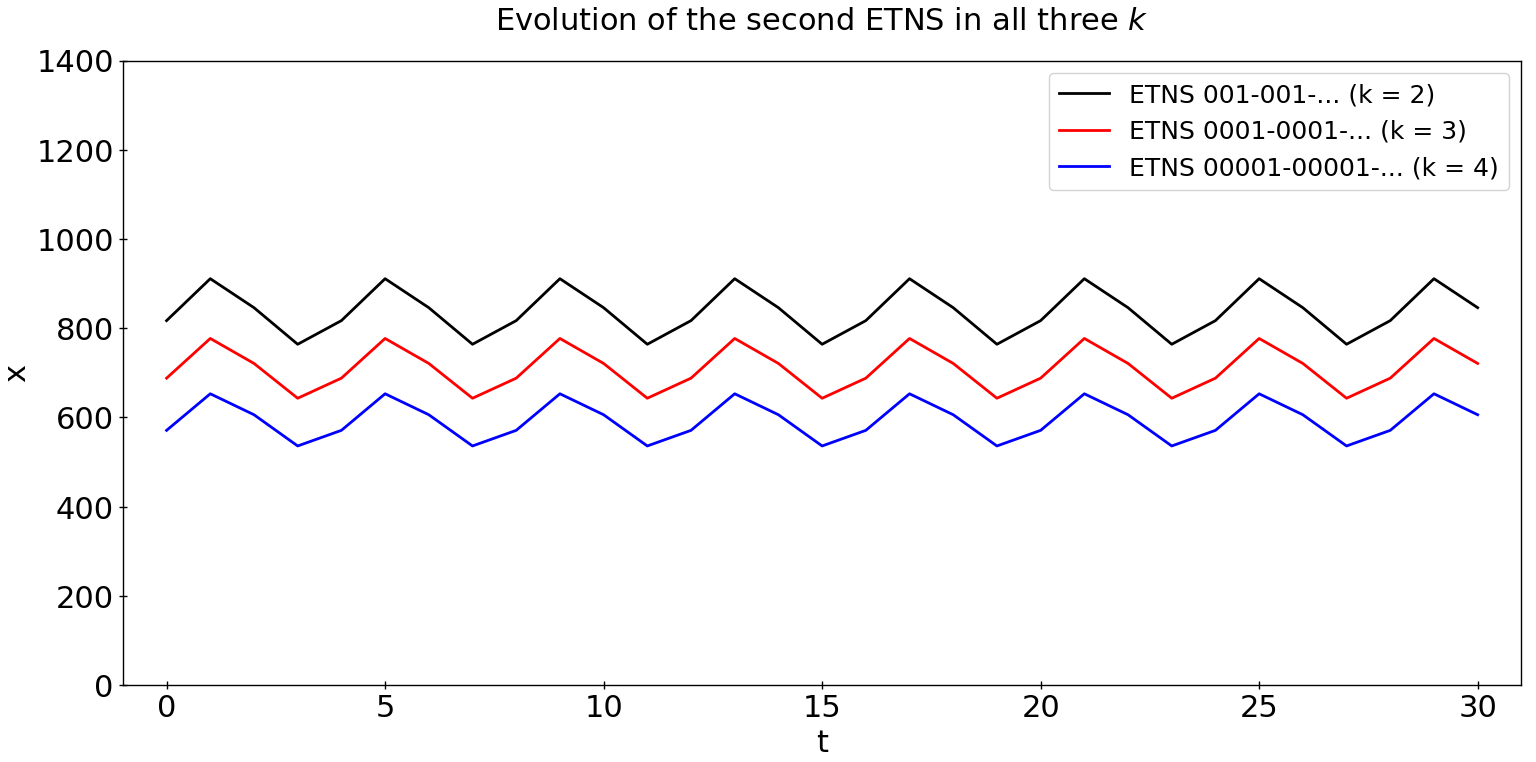 Evolution of the second ETNS in all three k
1400
1200
1000
800
600
400
200
0
x
ETNS 001-001-... (k = 2)
ETNS 0001-0001-... (k = 3)
ETNS 00001-00001-... (k = 4)
0 5 10 15 20 25 30
t